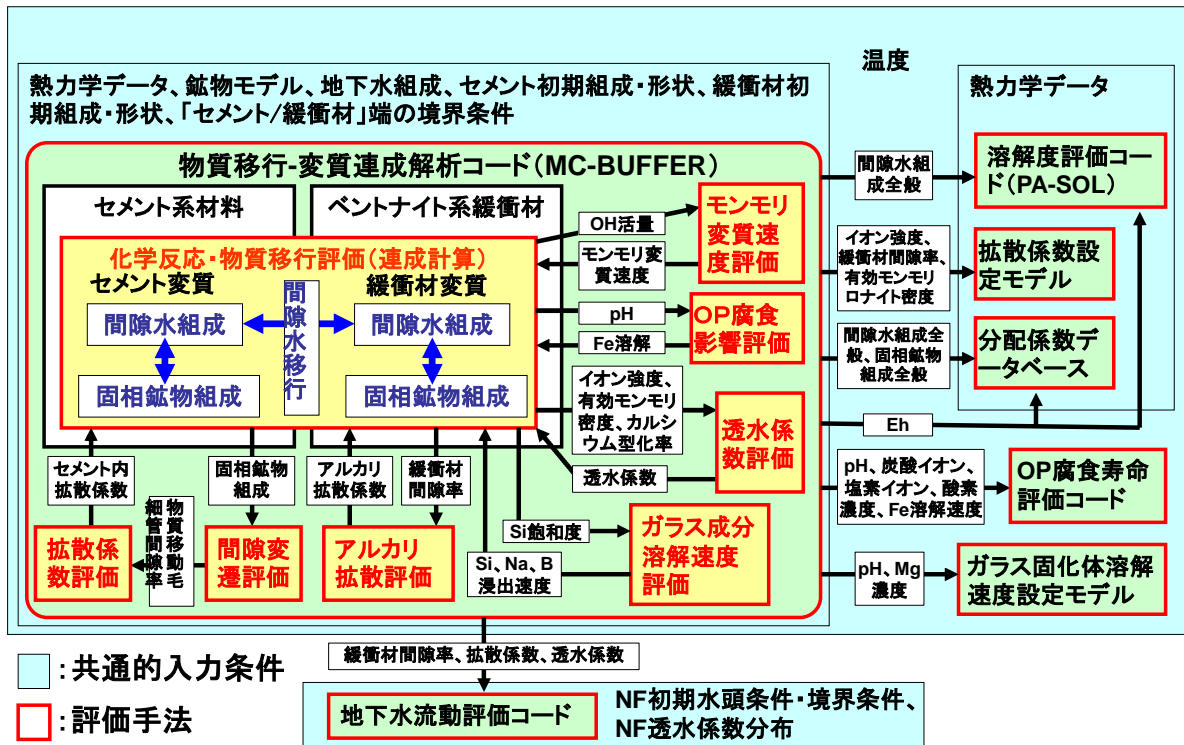 温度
熱力学データ、鉱物モデル、地下水組成、セメント初期組成・形状、緩衝材初
期組成・形状、「セメント/緩衝材」端の境界条件
熱力学データ
物質移行-変質連成解析コード(MC-BUFFER)
セメント系材料
ベントナイト系緩衝材
化学反応・物質移行評価(連成計算)
セメント変質
緩衝材変質
間隙水組成
間隙水移行
間隙水組成
固相鉱物組成
固相鉱物組成
OH活量
モンモリ変
質速度
モンモリ
変質速
度評価
pH
Fe溶解
OP腐食
影響評価
イオン強度、
有効モンモリ
密度、カルシ
ウム型化率
透水係数
透水係
数評価
セメント内
拡散係数
固相鉱物
組成
アルカリ
拡散係数
緩衝材
間隙率
拡散係
数評価
物質移動毛
細管間隙率
間隙変
遷評価
アルカリ
拡散評価
Si飽和度
Si、Na、B
浸出速度
ガラス成分
溶解速度
評価
間隙水組
成全般
溶解度評価コー
ド(PA-SOL)
イオン強度、
緩衝材間隙率、
有効モンモリ
ロナイト密度
拡散係数設
定モデル
間隙水組成全
般、固相鉱物
組成全般
分配係数デ
ータベース
Eh
pH、炭酸イオン、
塩素イオン、酸素
濃度、Fe溶解速度
OP腐食寿命
評価コード
pH、Mg
濃度
ガラス固化体溶解
速度設定モデル
緩衝材間隙率、拡散係数、透水係数
:共通的入力条件
:評価手法
地下水流動評価コード
NF初期水頭条件・境界条件、
NF透水係数分布